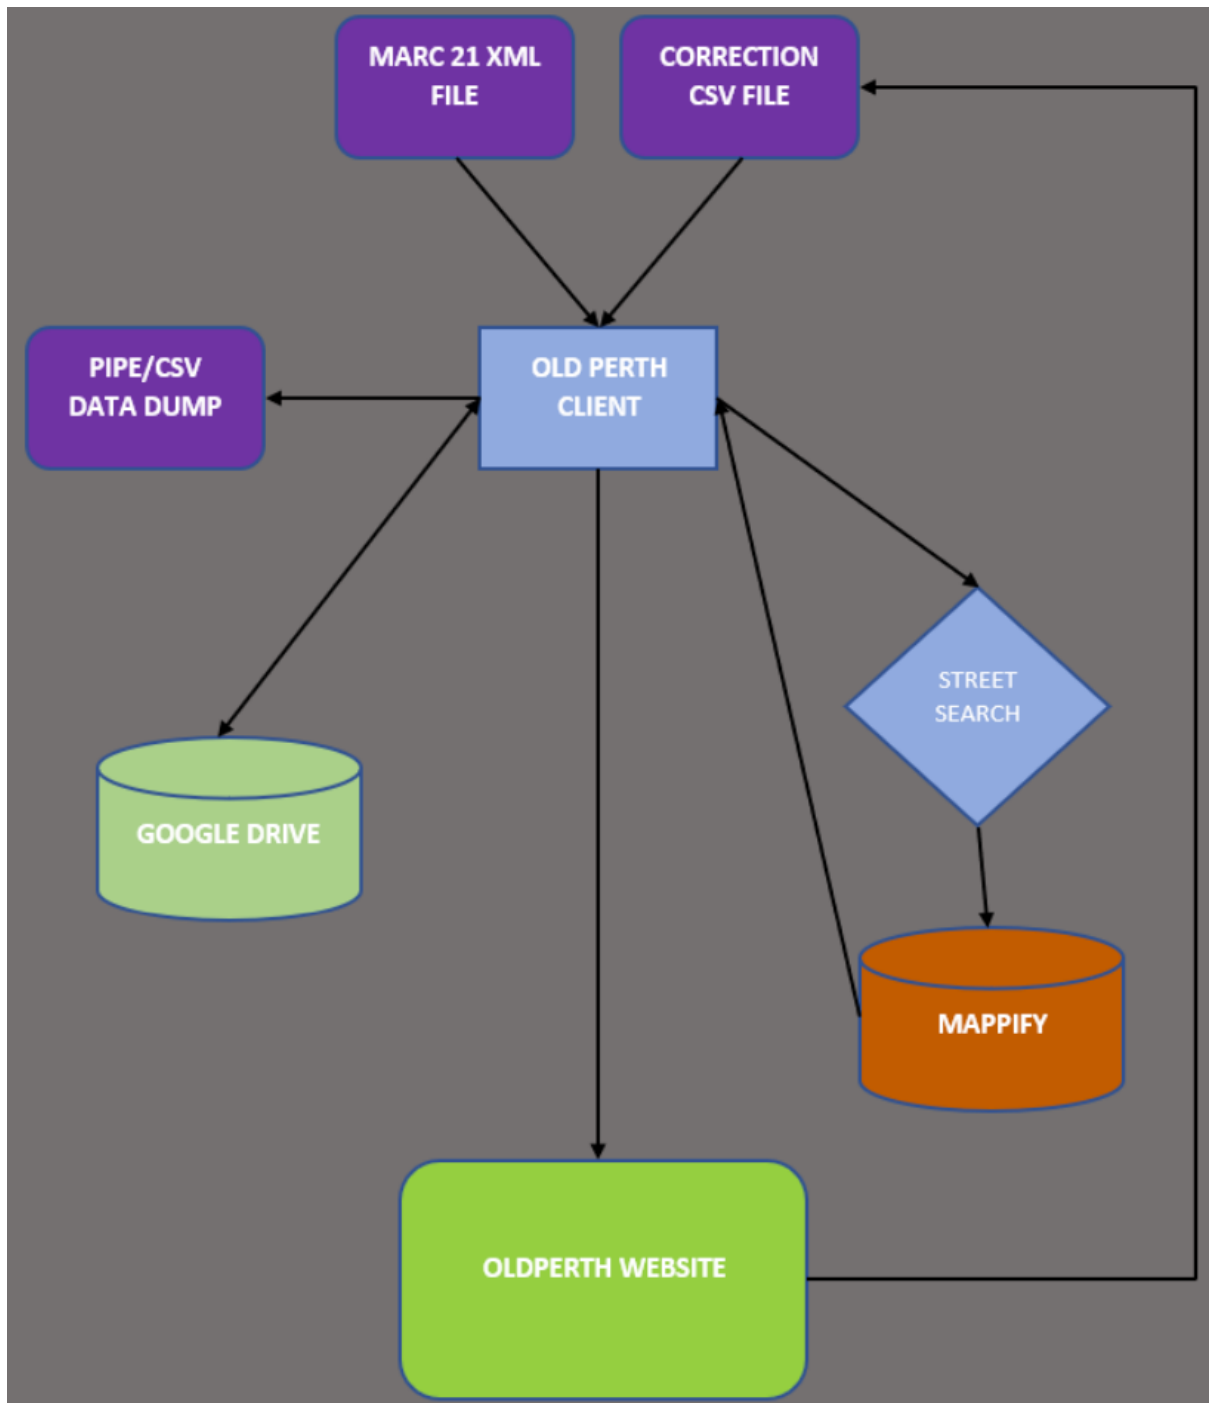 MARC 21 XML
FILE
CORRECTION
CSV FILE
PIPE/CSV
DATA DUMP
OLD PERTH
CLIENT
STREET
SEARCH
GOOGLE DRIVE
MAPPIFY
OLDPERTH WEBSITE